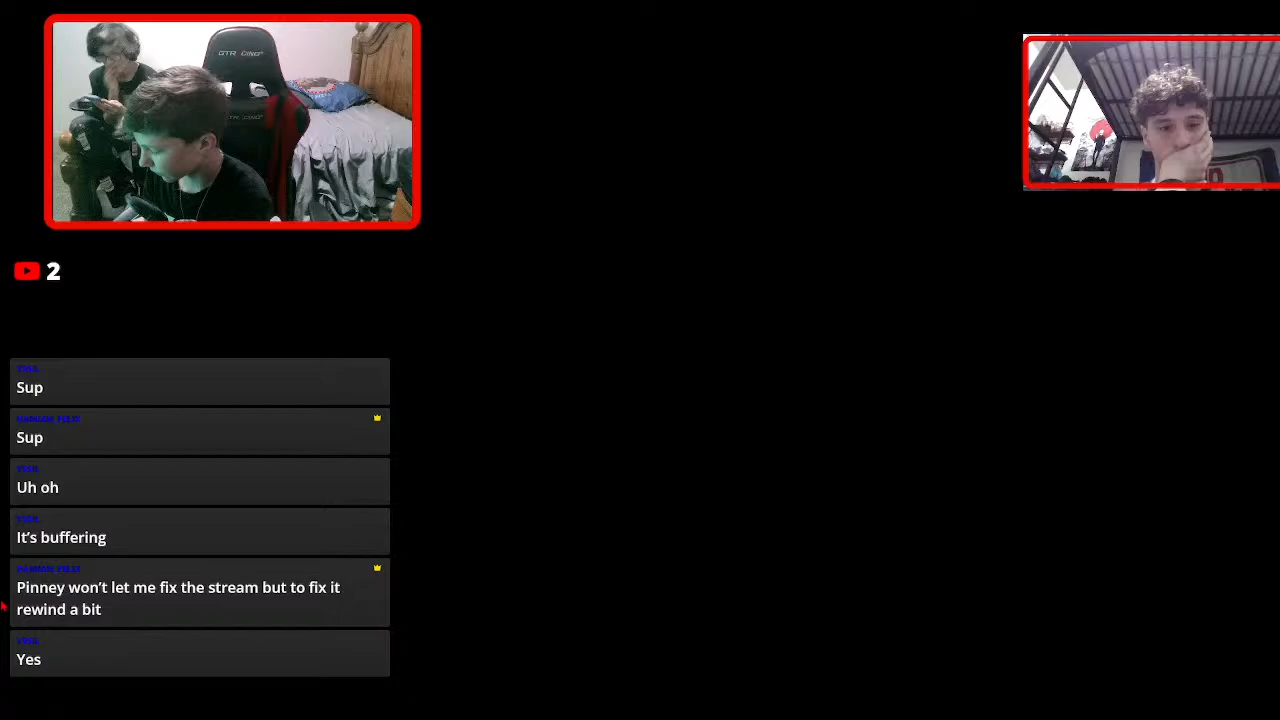 GTR
2
Sup
Sup
Uh oh
It's buffering
Pinney won't let me fix the stream but to fix it
rewind a bit
Yes